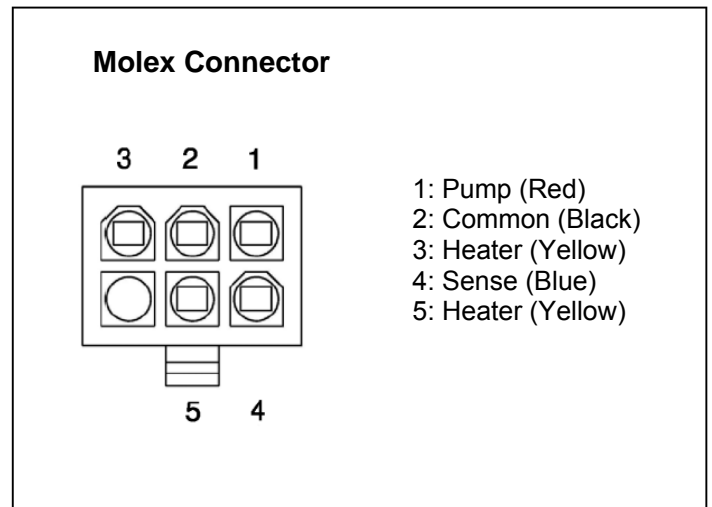 Molex Connector
3 2 1
1: Pump (Red)
2: Common (Black)
3: Heater (Yellow)
4: Sense (Blue)
5: Heater (Yellow)
5 4